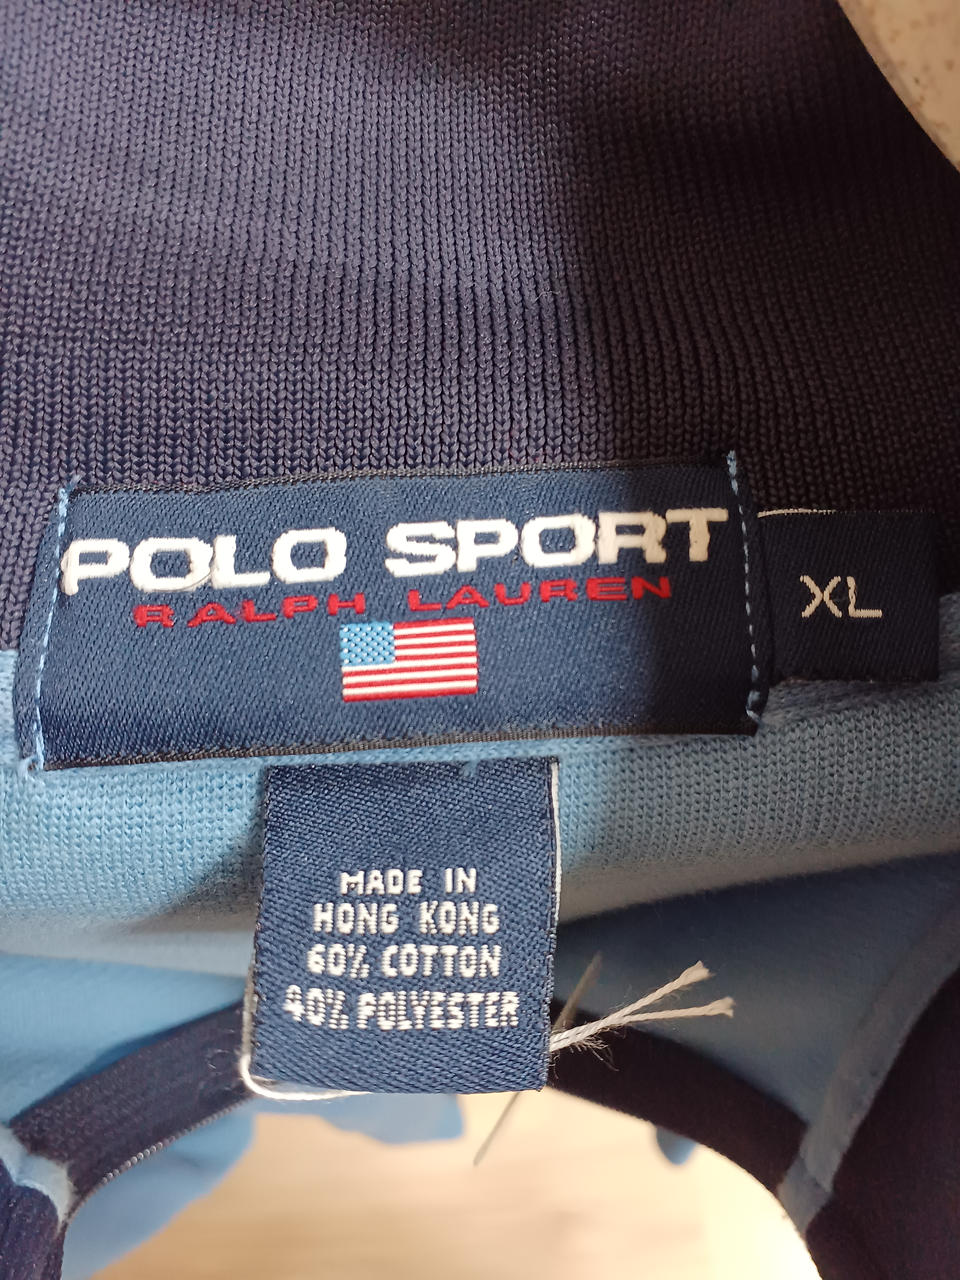 POLO SPORT
RALPH LAUREN
XL
MADE IN
HONG KONG
60% COTTON
40% POLYESTER